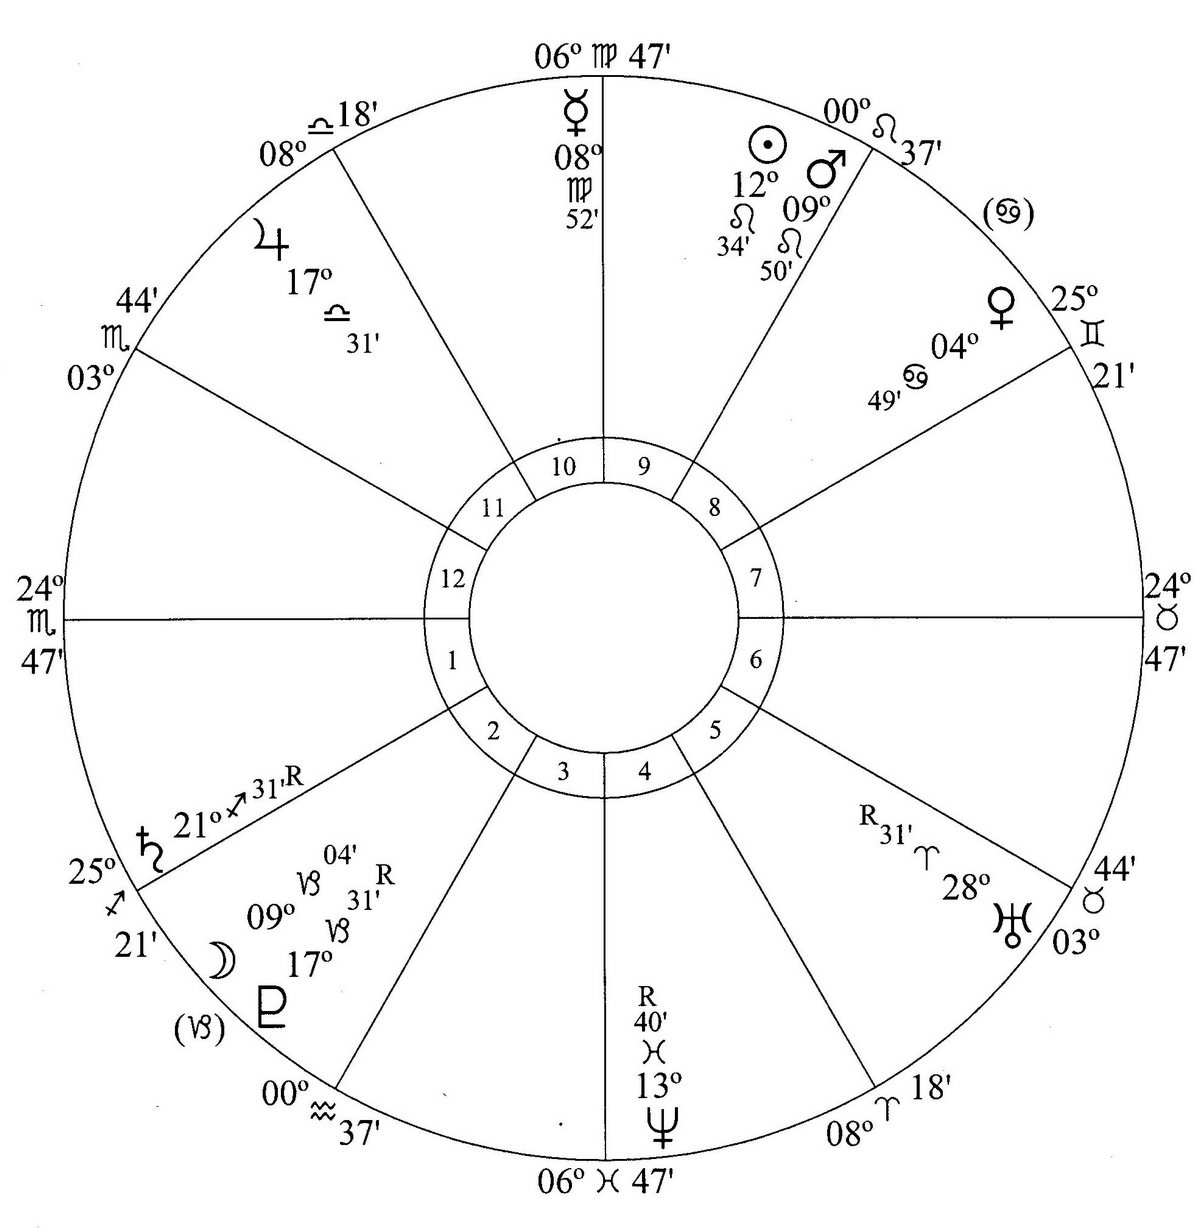 06º ♍ 47'
08º ♎ 18'
00º ♌ 37'
☿
08º
♍
52'
☉
12º
♌
34'
♂
09º
♌
50'
(♋)
♃
17º
♎
31'
44'
♏
03º
♀
04º
♋
49'
25º
♊
21'
10
9
11
8
12
7
24º
♏
47'
24º
♉
47'
1
6
2
5
3
4
♄ 21º ♐ 31' R
25º
♐
21'
☽ 09º ♑ 04'
♇ 17º ♑ 31' R
(♑)
R
31'
♈
28º
♅
44'
♉
03º
R
40'
♓
13º
♆
00º ♒ 37'
08º ♈ 18'
06º ♓ 47'